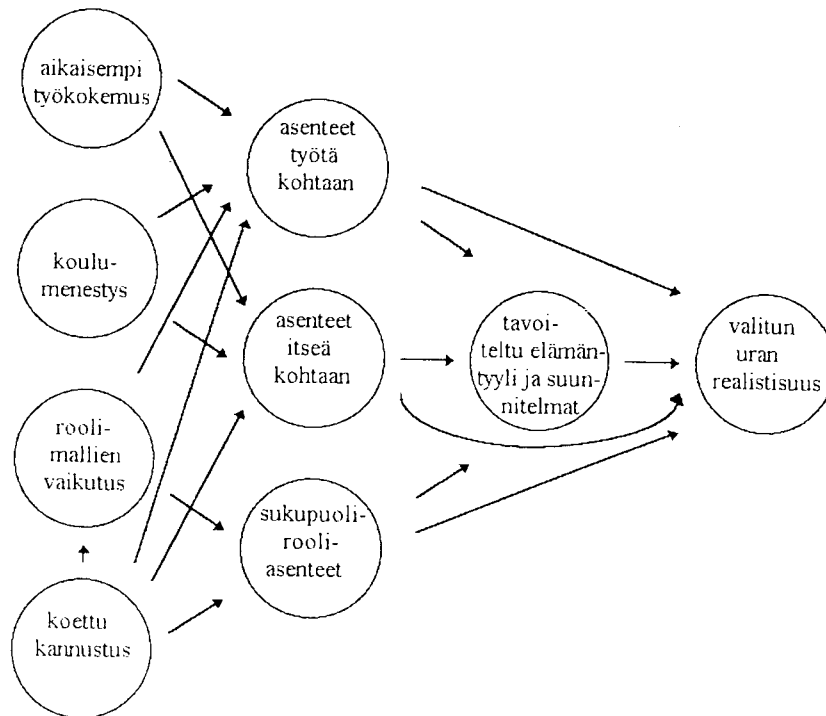 aikaisempi
työkokemus
koulu-
menestys
rooli-
mallien
vaikutus
koettu
kannustus
asenteet
työtä
kohtaan
asenteet
itseä
kohtaan
sukupuoli-
rooli-
asenteet
tavoi-
teltu elämän-
tyyli ja suun-
nitelmat
valitun
uran
realistisuus